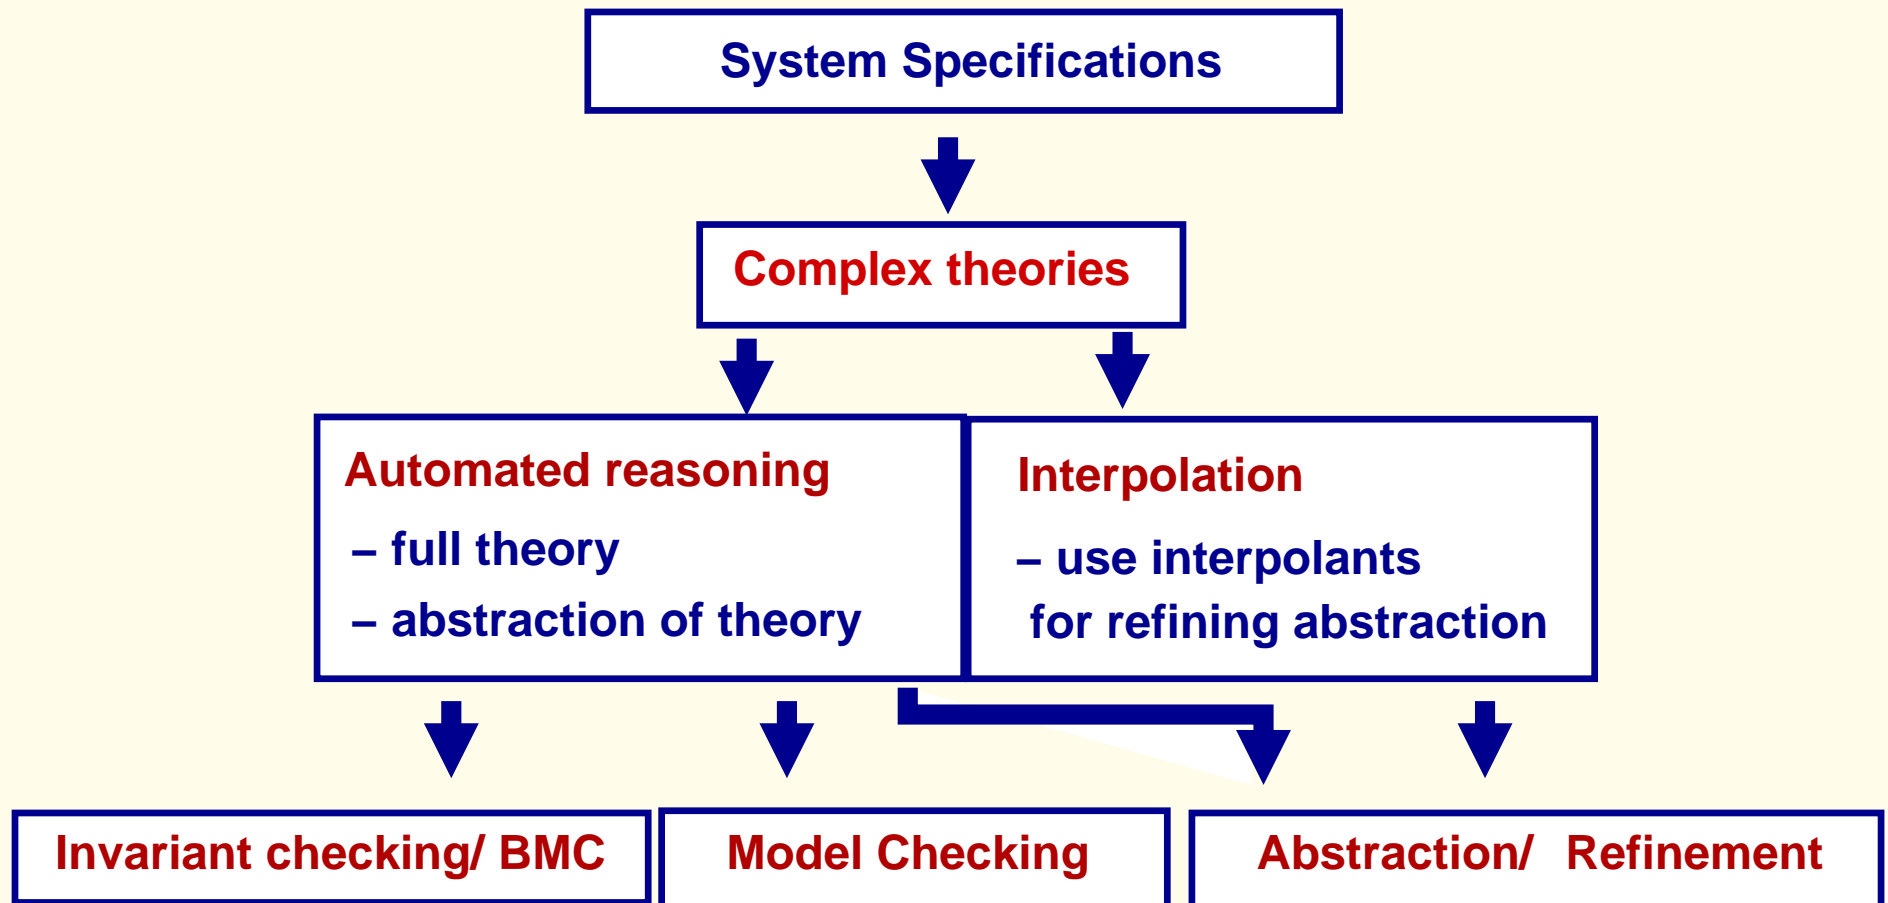 System Specifications
Complex theories
Automated reasoning
– full theory
– abstraction of theory
Interpolation
– use interpolants
for refining abstraction
Invariant checking/ BMC
Model Checking
Abstraction/ Refinement